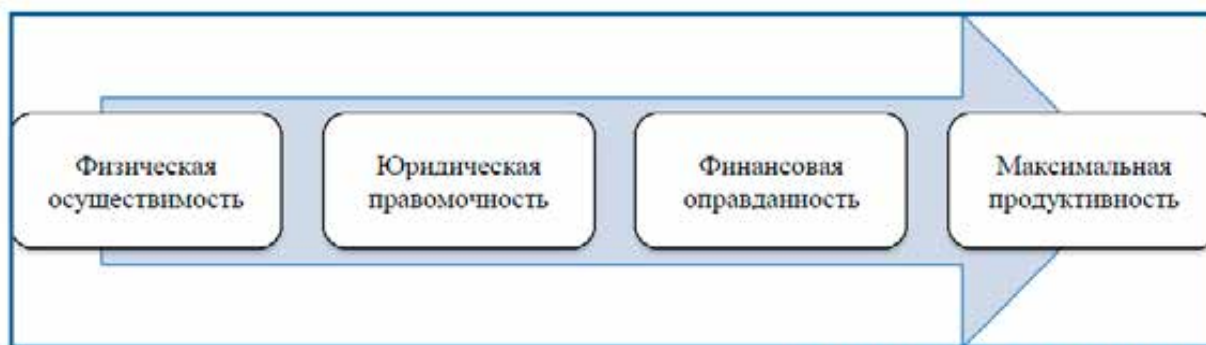 Физическая
осуществимость
Юридическая
правомочность
Финансовая
оправданность
Максимальная
продуктивность